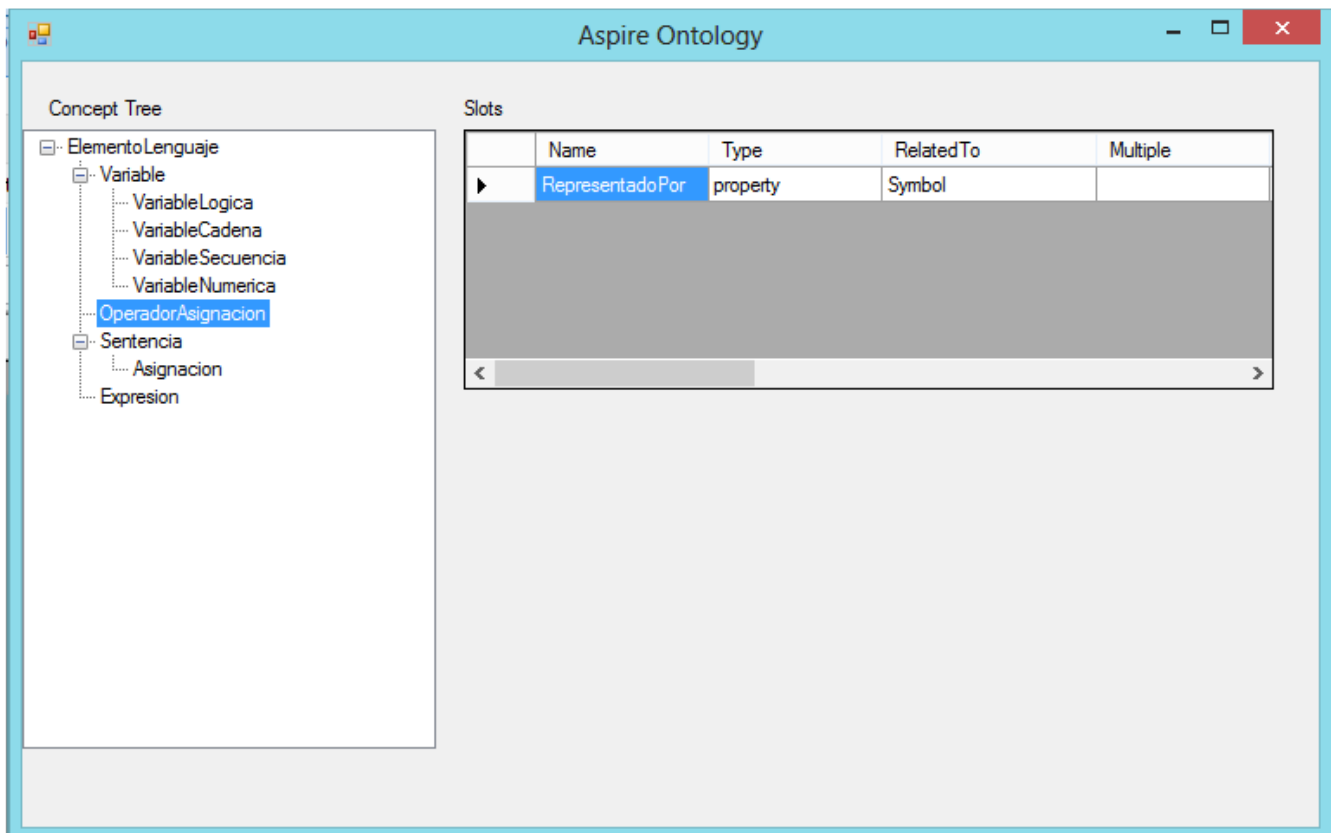 Aspire Ontology
Concept Tree
ElementoLenguaje
Variable
VariableLogica
VariableCadena
VariableSecuencia
VariableNumerica
OperadorAsignacion
Sentencia
Asignacion
Expresion
Slots
Name Type RelatedTo Multiple
RepresentadoPor property Symbol